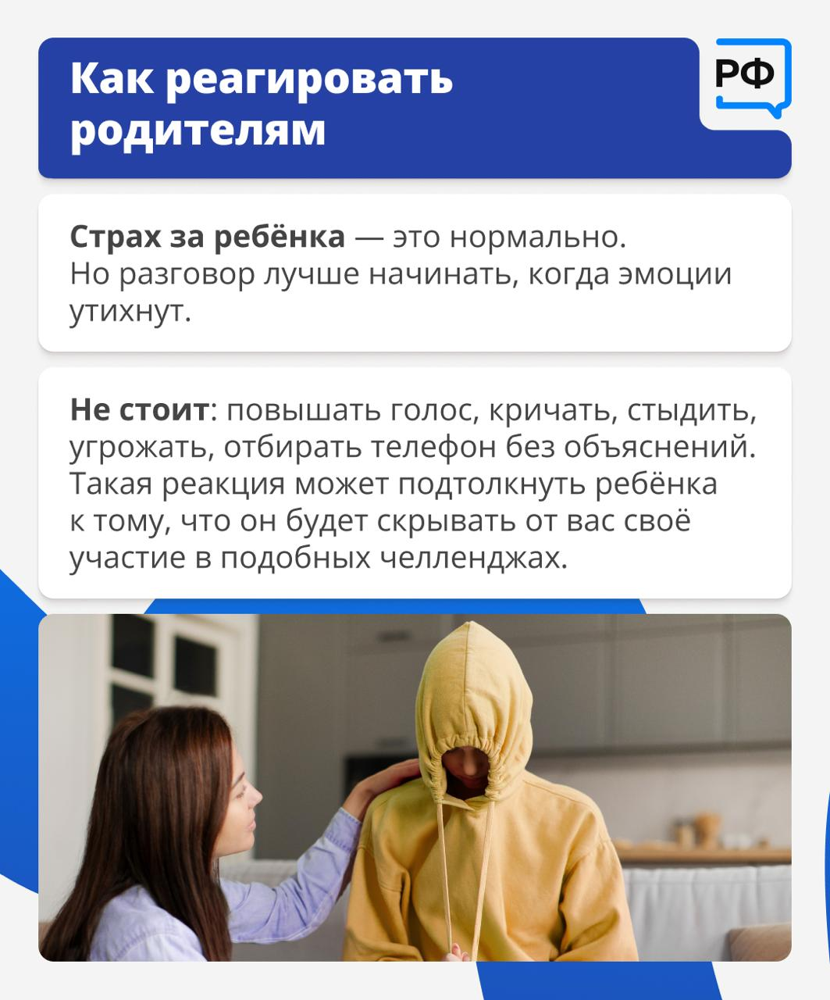 Как реагировать
родителям
РФ
Страх за ребёнка — это нормально.
Но разговор лучше начинать, когда эмоции
утихнут.
Не стоит: повышать голос, кричать, стыдить,
угрожать, отбирать телефон без объяснений.
Такая реакция может подтолкнуть ребёнка
к тому, что он будет скрывать от вас своё
участие в подобных челленджах.